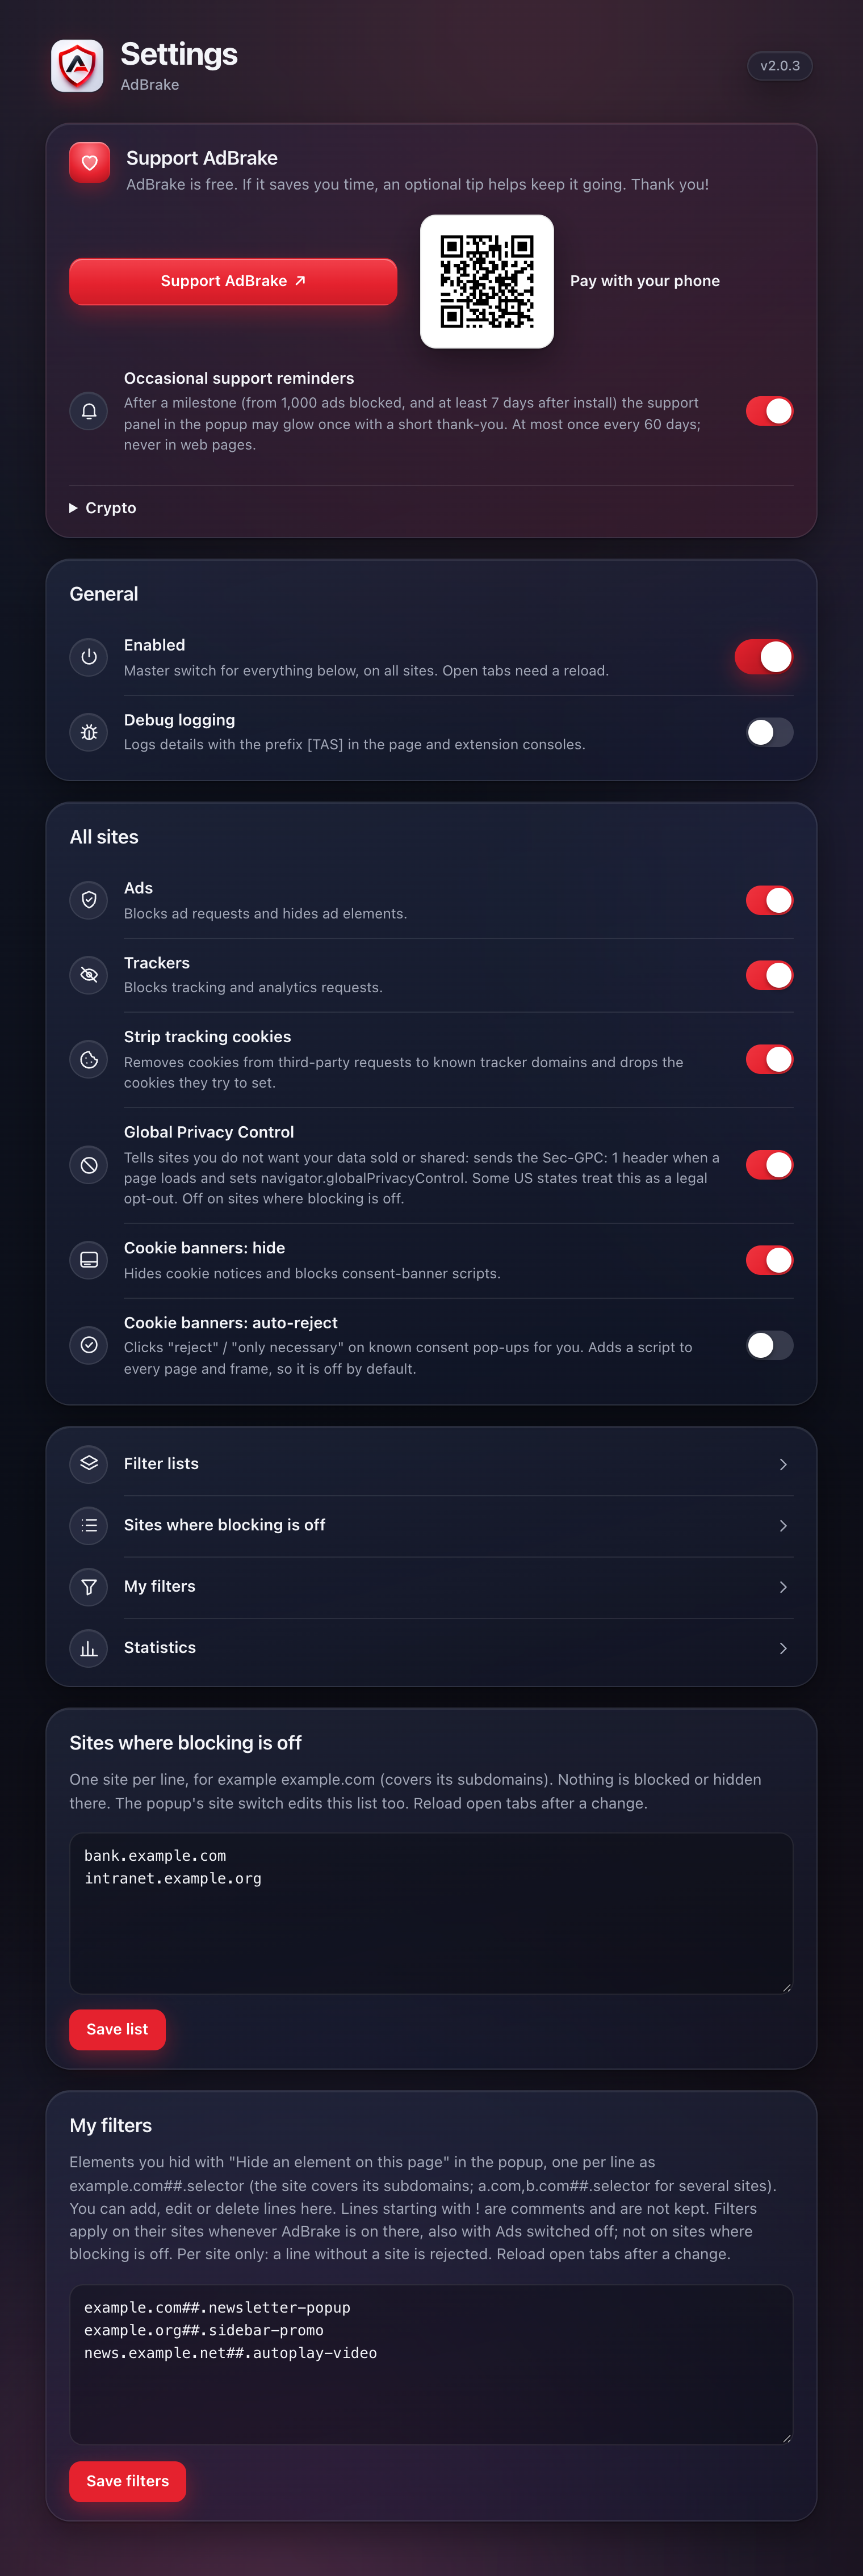 Settings
AdBrake
v2.0.3
Support AdBrake
AdBrake is free. If it saves you time, an optional tip helps keep it going. Thank you!
Support AdBrake ↗
Pay with your phone
Occasional support reminders
After a milestone (from 1,000 ads blocked, and at least 7 days after install) the support
panel in the popup may glow once with a short thank-you. At most once every 60 days;
never in web pages.
Crypto
General
Enabled
Master switch for everything below, on all sites. Open tabs need a reload.
Debug logging
Logs details with the prefix [TAS] in the page and extension consoles.
All sites
Ads
Blocks ad requests and hides ad elements.
Trackers
Blocks tracking and analytics requests.
Strip tracking cookies
Removes cookies from third-party requests to known tracker domains and drops the
cookies they try to set.
Global Privacy Control
Tells sites you do not want your data sold or shared: sends the Sec-GPC: 1 header when a
page loads and sets navigator.globalPrivacyControl. Some US states treat this as a legal
opt-out. Off on sites where blocking is off.
Cookie banners: hide
Hides cookie notices and blocks consent-banner scripts.
Cookie banners: auto-reject
Clicks "reject" / "only necessary" on known consent pop-ups for you. Adds a script to
every page and frame, so it is off by default.
Filter lists
Sites where blocking is off
My filters
Statistics
Sites where blocking is off
One site per line, for example example.com (covers its subdomains). Nothing is blocked or hidden
there. The popup's site switch edits this list too. Reload open tabs after a change.
bank.example.com
intranet.example.org
Save list
My filters
Elements you hid with "Hide an element on this page" in the popup, one per line as
example.com##.selector (the site covers its subdomains; a.com,b.com##.selector for several sites).
You can add, edit or delete lines here. Lines starting with ! are comments and are not kept. Filters
apply on their sites whenever AdBrake is on there, also with Ads switched off; not on sites where
blocking is off. Per site only: a line without a site is rejected. Reload open tabs after a change.
example.com##.newsletter-popup
example.org##.sidebar-promo
news.example.net##.autoplay-video
Save filters